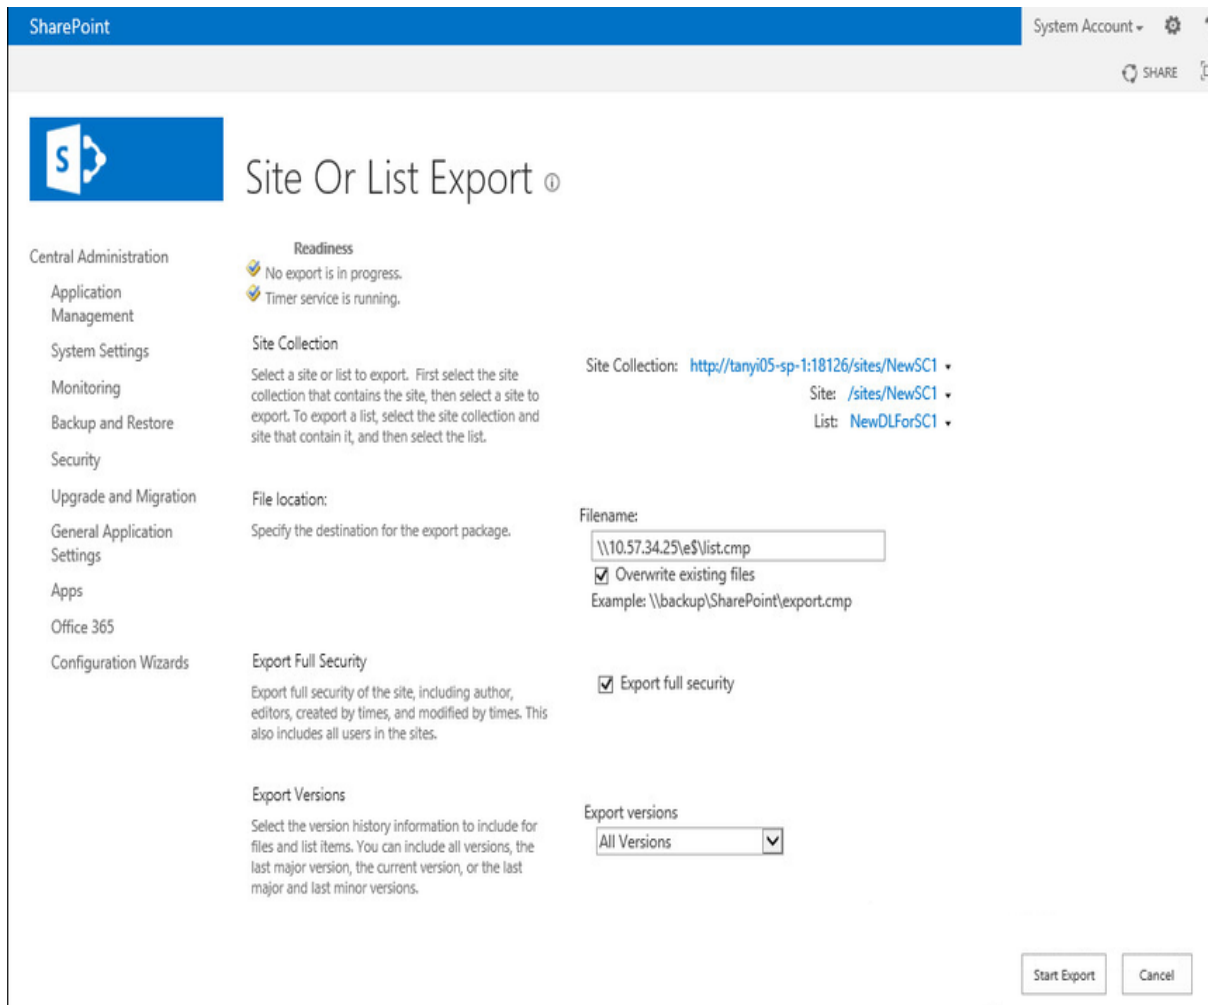 SharePoint
System Account
SHARE
S
Site Or List Export
Central Administration
Application
Management
System Settings
Monitoring
Backup and Restore
Security
Upgrade and Migration
General Application
Settings
Apps
Office 365
Configuration Wizards
Readiness
No export is in progress.
Timer service is running.
Site Collection
Select a site or list to export. First select the site
collection that contains the site, then select a site to
export. To export a list, select the site collection and
site that contain it, and then select the list.
Site Collection: http://tanyi05-sp-1:18126/sites/NewSC1
Site: /sites/NewSC1
List: NewDLForSC1
File location:
Specify the destination for the export package.
Filename:
\\10.57.34.25\e$\list.cmp
Overwrite existing files
Example: \\backup\SharePoint\export.cmp
Export Full Security
Export full security of the site, including author,
editors, created by times, and modified by times. This
also includes all users in the sites.
Export full security
Export Versions
Select the version history information to include for
files and list items. You can include all versions, the
last major version, the current version, or the last
major and last minor versions.
Export versions
All Versions
Start Export
Cancel